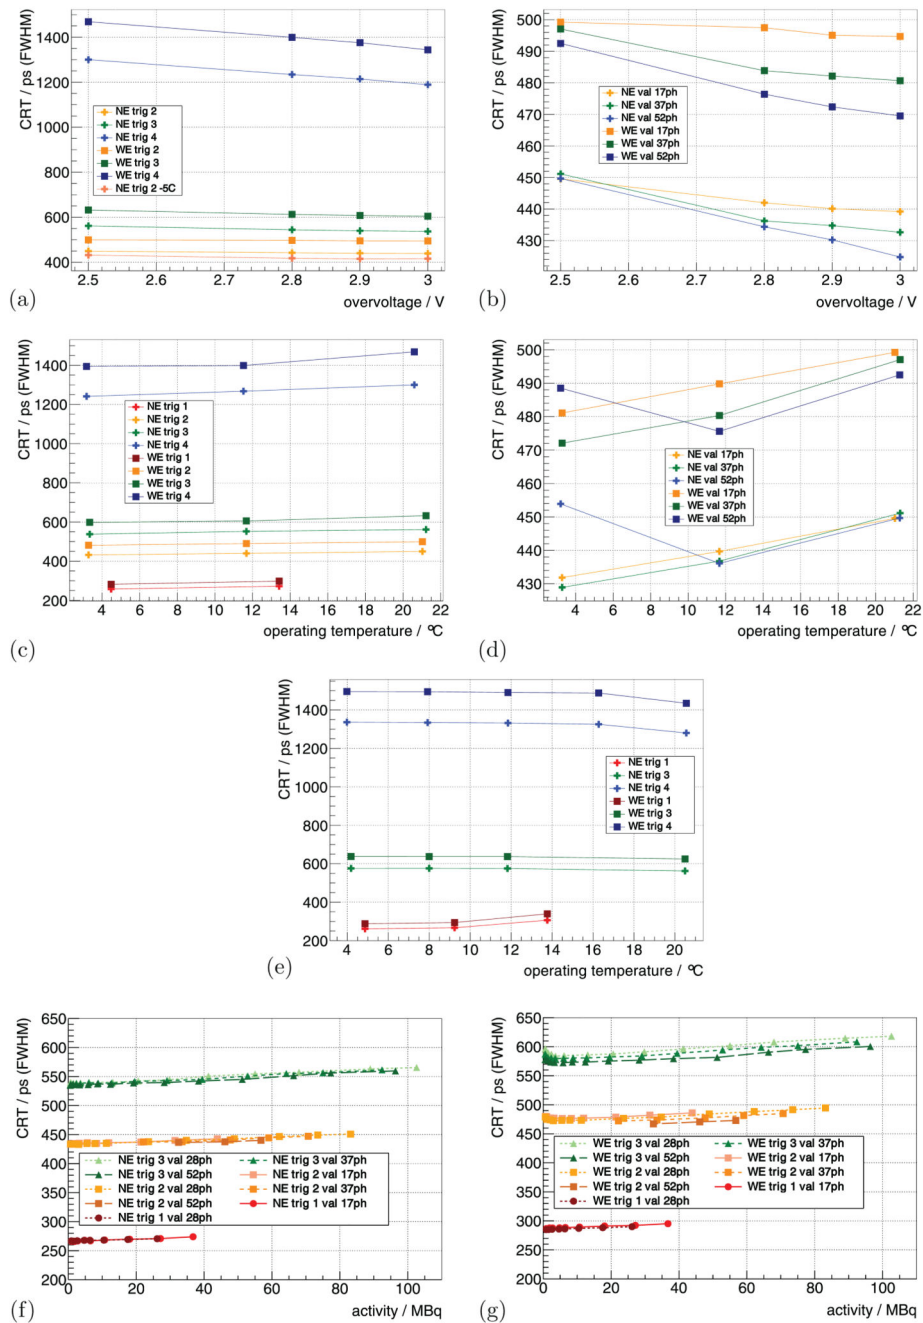 CRT / ps (FWHM)
1400
1200
1000
800
600
400
NE trig 2
NE trig 3
NE trig 4
WE trig 2
WE trig 3
WE trig 4
NE trig 2 -5C
2.5 2.6 2.7 2.8 2.9 3
overvoltage / V
(a)
CRT / ps (FWHM)
500
490
480
470
460
450
440
430
NE val 17ph
NE val 37ph
NE val 52ph
WE val 17ph
WE val 37ph
WE val 52ph
2.5 2.6 2.7 2.8 2.9 3
overvoltage / V
(b)
CRT / ps (FWHM)
1400
1200
1000
800
600
400
200
NE trig 1
NE trig 2
NE trig 3
NE trig 4
WE trig 1
WE trig 2
WE trig 3
WE trig 4
4 6 8 10 12 14 16 18 20 22
operating temperature / ºC
(c)
CRT / ps (FWHM)
500
490
480
470
460
450
440
430
NE val 17ph
NE val 37ph
NE val 52ph
WE val 17ph
WE val 37ph
WE val 52ph
4 6 8 10 12 14 16 18 20 22
operating temperature / ºC
(d)
CRT / ps (FWHM)
1400
1200
1000
800
600
400
200
NE trig 1
NE trig 3
NE trig 4
WE trig 1
WE trig 3
WE trig 4
4 6 8 10 12 14 16 18 20
operating temperature / ºC
(e)
CRT / ps (FWHM)
650
600
550
500
450
400
350
300
250
200
NE trig 3 val 28ph NE trig 3 val 37ph
NE trig 3 val 52ph NE trig 2 val 17ph
NE trig 2 val 28ph NE trig 2 val 37ph
NE trig 2 val 52ph NE trig 1 val 17ph
NE trig 1 val 28ph
0 20 40 60 80 100
activity / MBq
(f)
CRT / ps (FWHM)
650
600
550
500
450
400
350
300
250
200
WE trig 3 val 28ph WE trig 3 val 37ph
WE trig 3 val 52ph WE trig 2 val 17ph
WE trig 2 val 28ph WE trig 2 val 37ph
WE trig 2 val 52ph WE trig 1 val 17ph
WE trig 1 val 28ph
0 20 40 60 80 100
activity / MBq
(g)